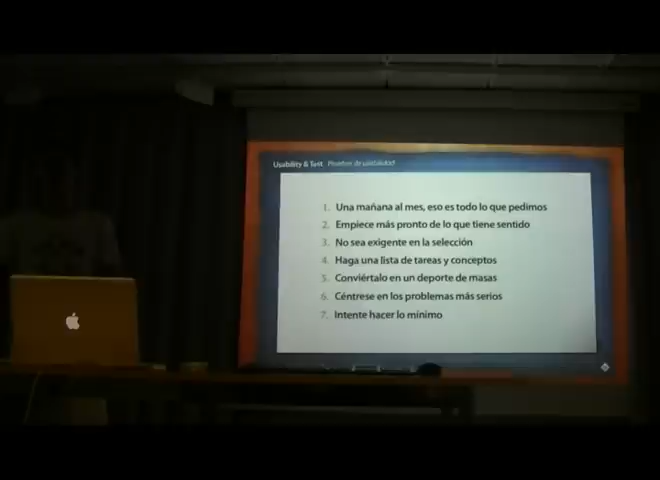 Usability & Test Pruebas de usabilidad
1. Una mañana al mes, eso es todo lo que pedimos
2. Empiece más pronto de lo que tiene sentido
3. No sea exigente en la selección
4. Haga una lista de tareas y conceptos
5. Conviértalo en un deporte de masas
6. Céntrese en los problemas más serios
7. Intente hacer lo mínimo